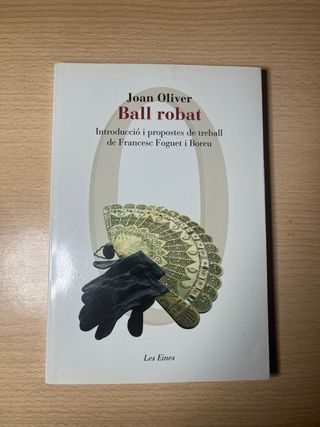 Joan Oliver
Ball robat
Introducció i propostes de treball
de Francesc Foguet i Boreu
Les Eines